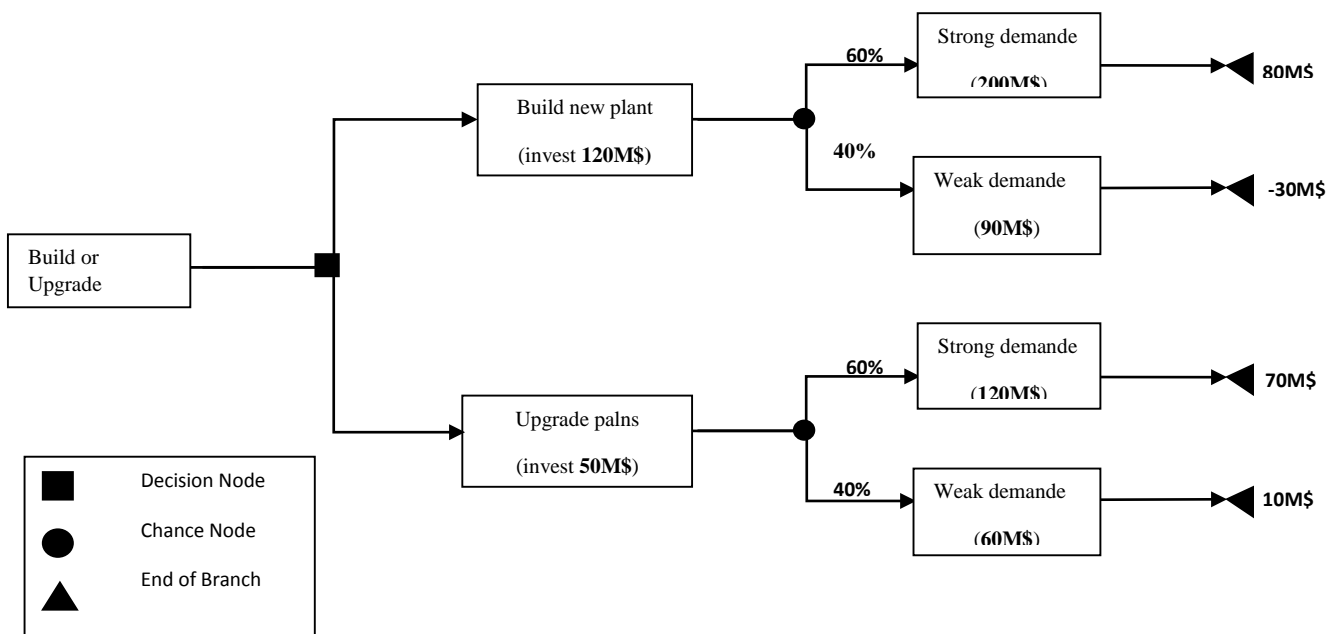 Build or
Upgrade
Build new plant
(invest 120M$)
Upgrade palns
(invest 50M$)
60%
Strong demande
(200M$)
80M$
40%
Weak demande
(90M$)
-30M$
60%
Strong demande
(120M$)
70M$
40%
Weak demande
(60M$)
10M$
Decision Node
Chance Node
End of Branch